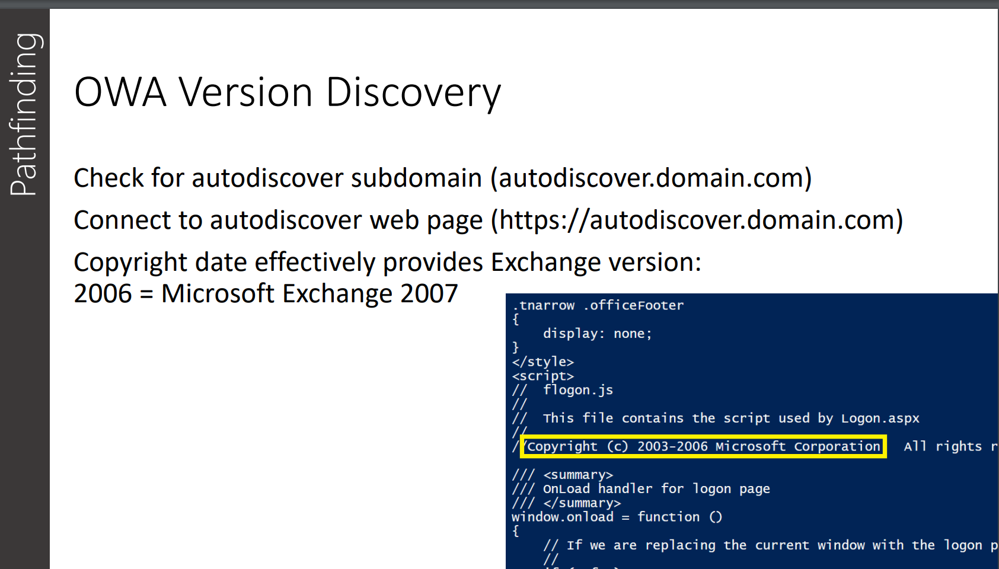 Pathfinding
OWA Version Discovery
Check for autodiscover subdomain (autodiscover.domain.com)
Connect to autodiscover web page (https://autodiscover.domain.com)
Copyright date effectively provides Exchange version:
2006 = Microsoft Exchange 2007
.tnarrow .officeFooter
{
    display: none;
}
</style>
<script>
//  flogon.js
//
//  This file contains the script used by Logon.aspx
//
//Copyright (c) 2003-2006 Microsoft Corporation   All rights r
/// <summary>
/// OnLoad handler for logon page
/// </summary>
window.onload = function ()
{
    // If we are replacing the current window with the logon p
    //